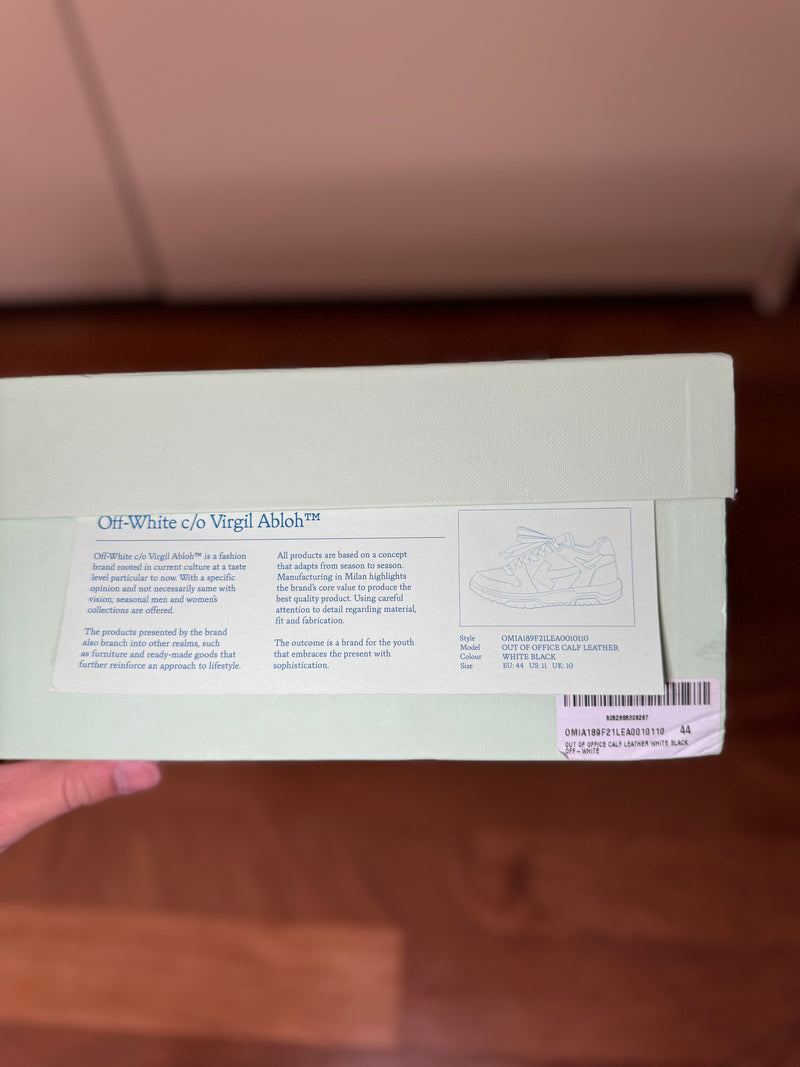 Off-White c/o Virgil Abloh™
Off-White c/o Virgil Abloh™ is a fashion
brand rooted in current culture at a taste
level particular to now. With a specific
opinion and not necessarily same with
vision; seasonal men and women's
collections are offered.
The products presented by the brand
also branch into other realms, such
as furniture and ready-made goods that
further reinforce an approach to lifestyle.
All products are based on a concept
that adapts from season to season.
Manufacturing in Milan highlights
the brand's core value to produce the
best quality product. Using careful
attention to detail regarding material,
fit and fabrication.
The outcome is a brand for the youth
that embraces the present with
sophistication.
Style OMIA189F21LEA0010110
Model OUT OF OFFICE CALF LEATHER
Colour WHITE BLACK
Size EU: 44 US: 11 UK: 10
OMIA189F21LEA0010110 44
OUT OF OFFICE CALF LEATHER WHITE BLACK
OFF-WHITE